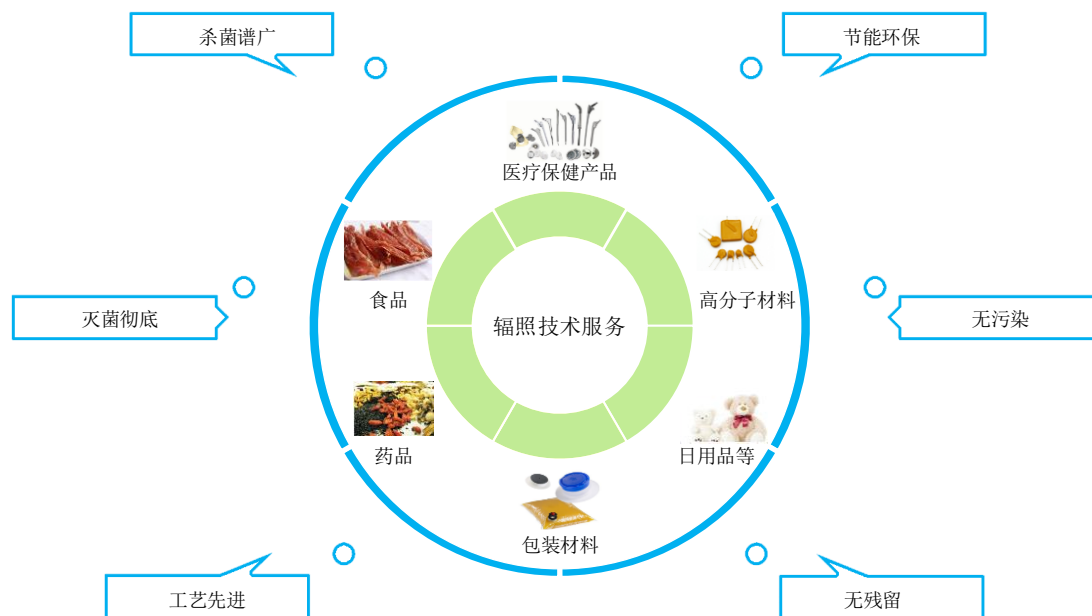 杀菌谱广
节能环保
医疗保健产品
食品
高分子材料
灭菌彻底
辐照技术服务
无污染
药品
日用品等
包装材料
工艺先进
无残留